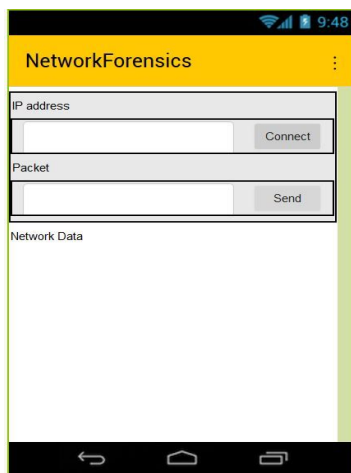 9:48
NetworkForensics
IP address
Connect
Packet
Send
Network Data